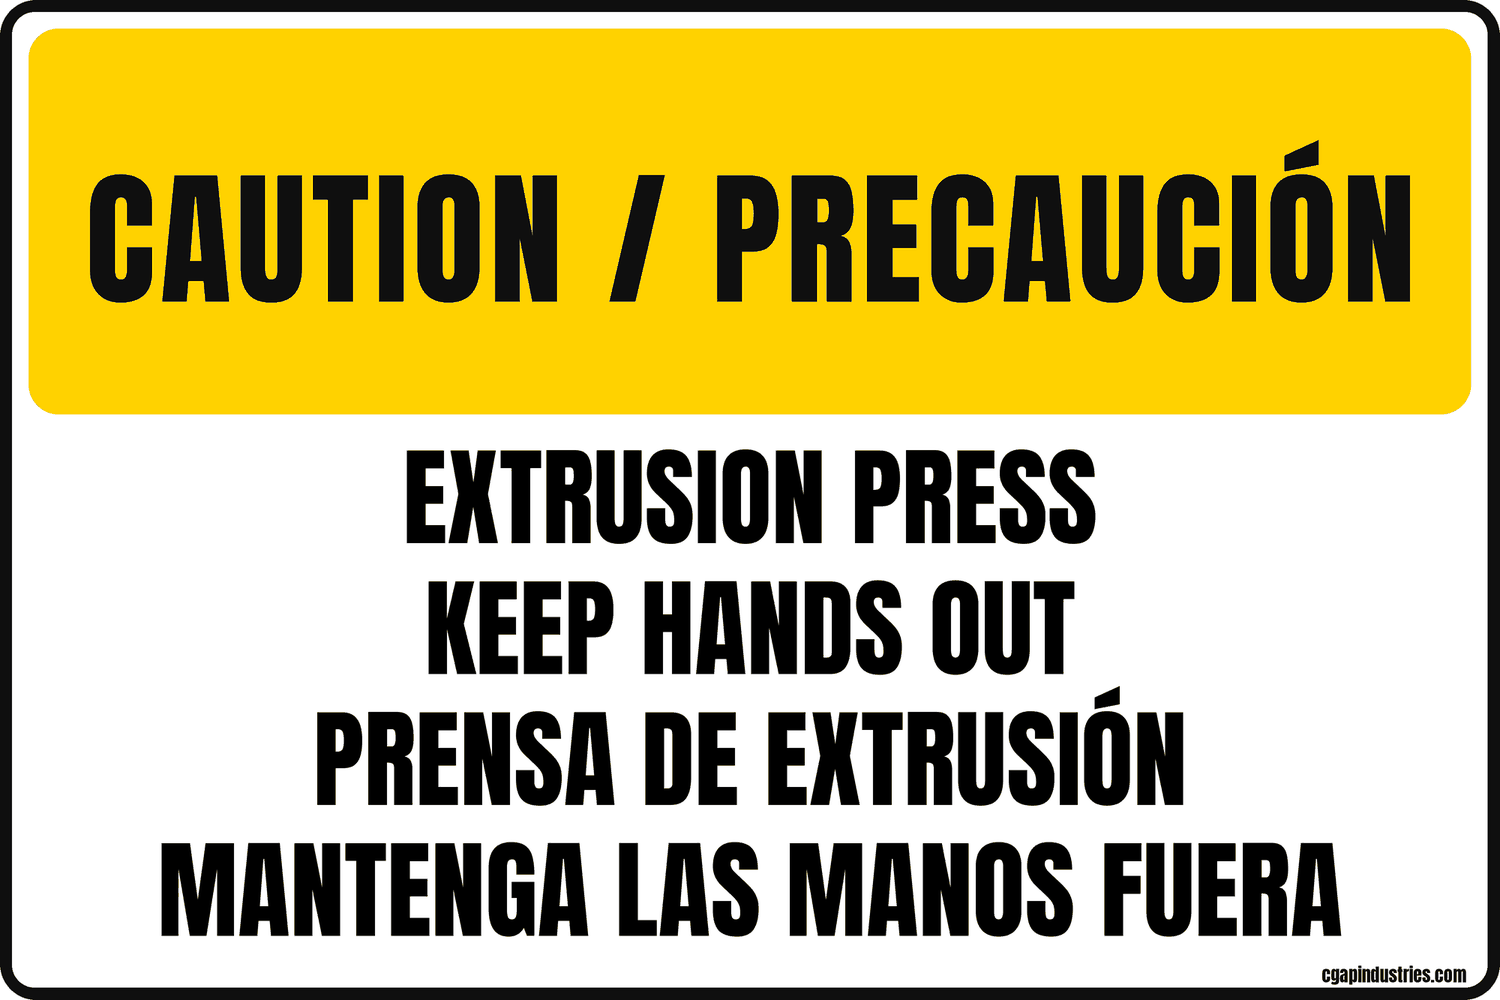 CAUTION / PRECAUCIÓN
EXTRUSION PRESS
KEEP HANDS OUT
PRENSA DE EXTRUSIÓN
MANTENGA LAS MANOS FUERA
cgapindustries.com